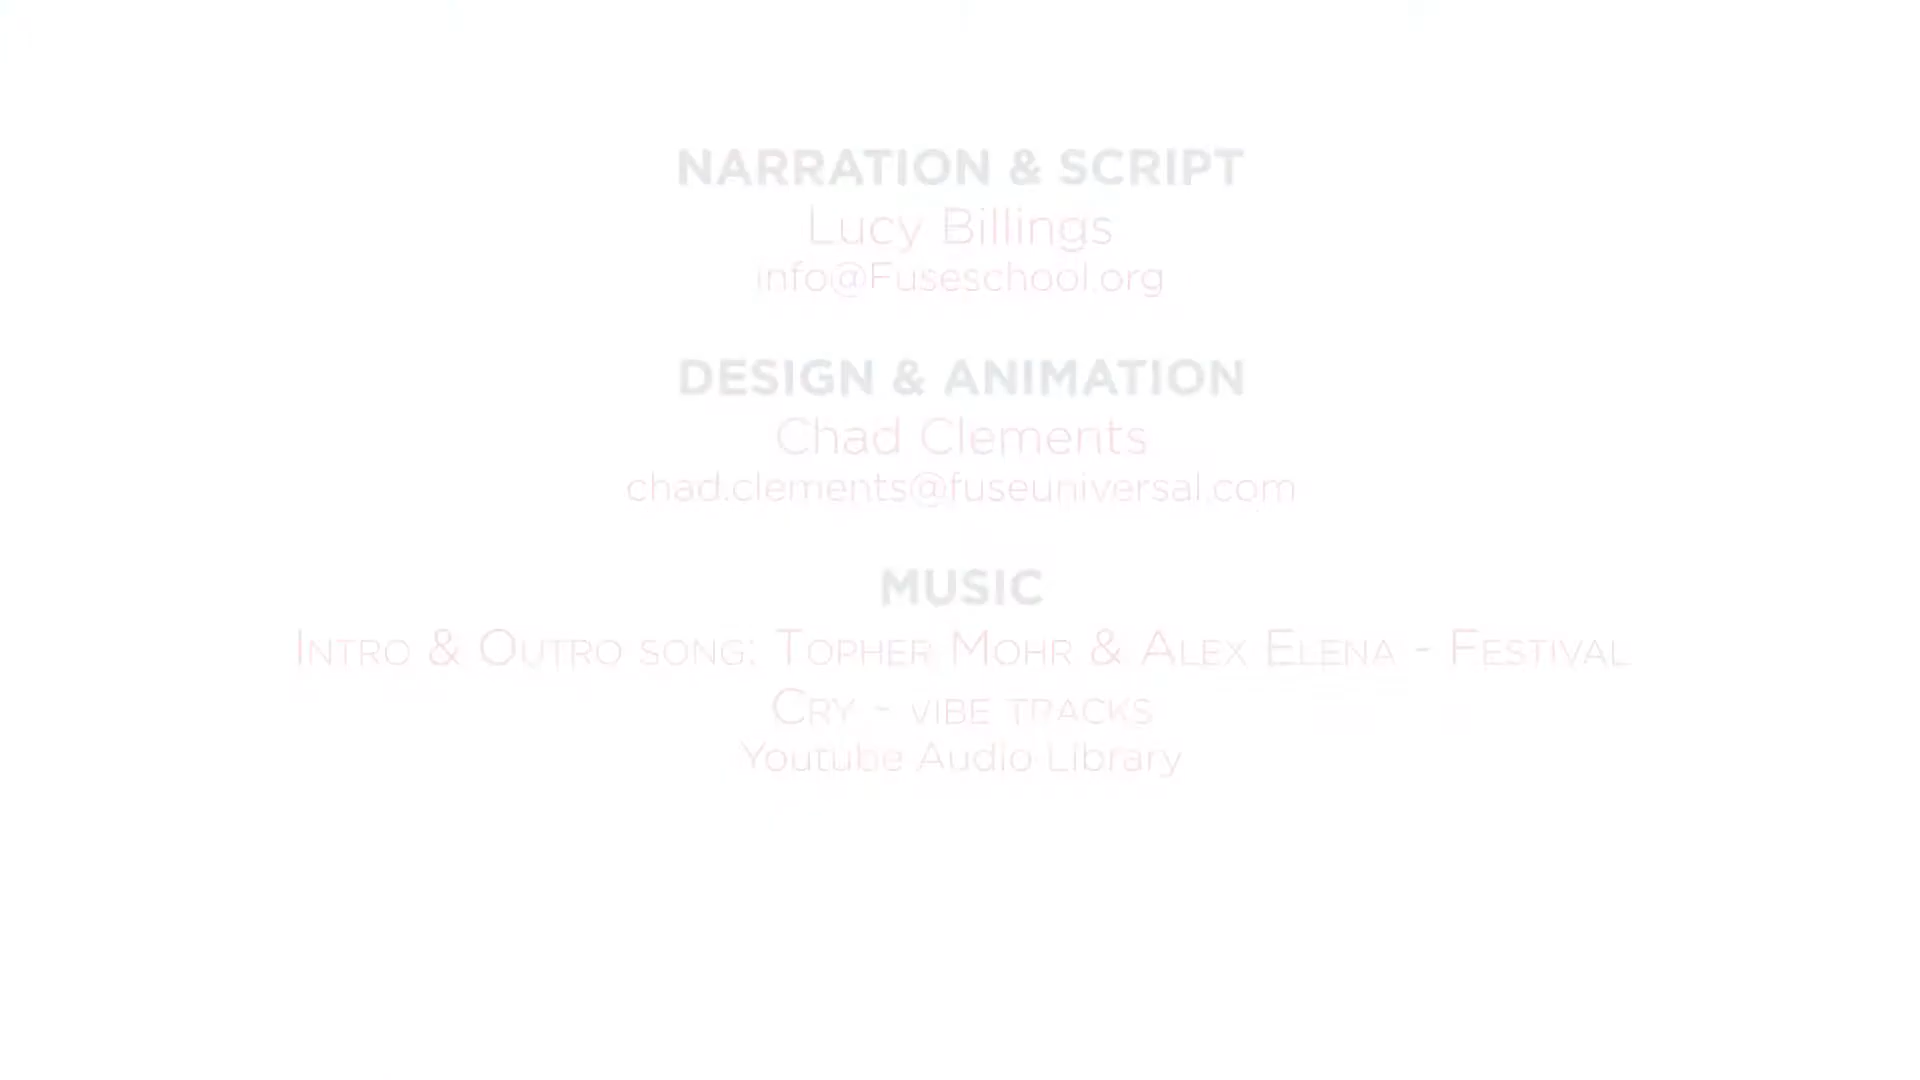 NARRATION & SCRIPT
Lucy Billings
info@Fuseschool.org
DESIGN & ANIMATION
Chad Clements
chad.clements@fuseuniversal.com
MUSIC
Intro & Outro song: Topher Mohr & Alex Elena - Festival
Cry - vibe tracks
Youtube Audio Library